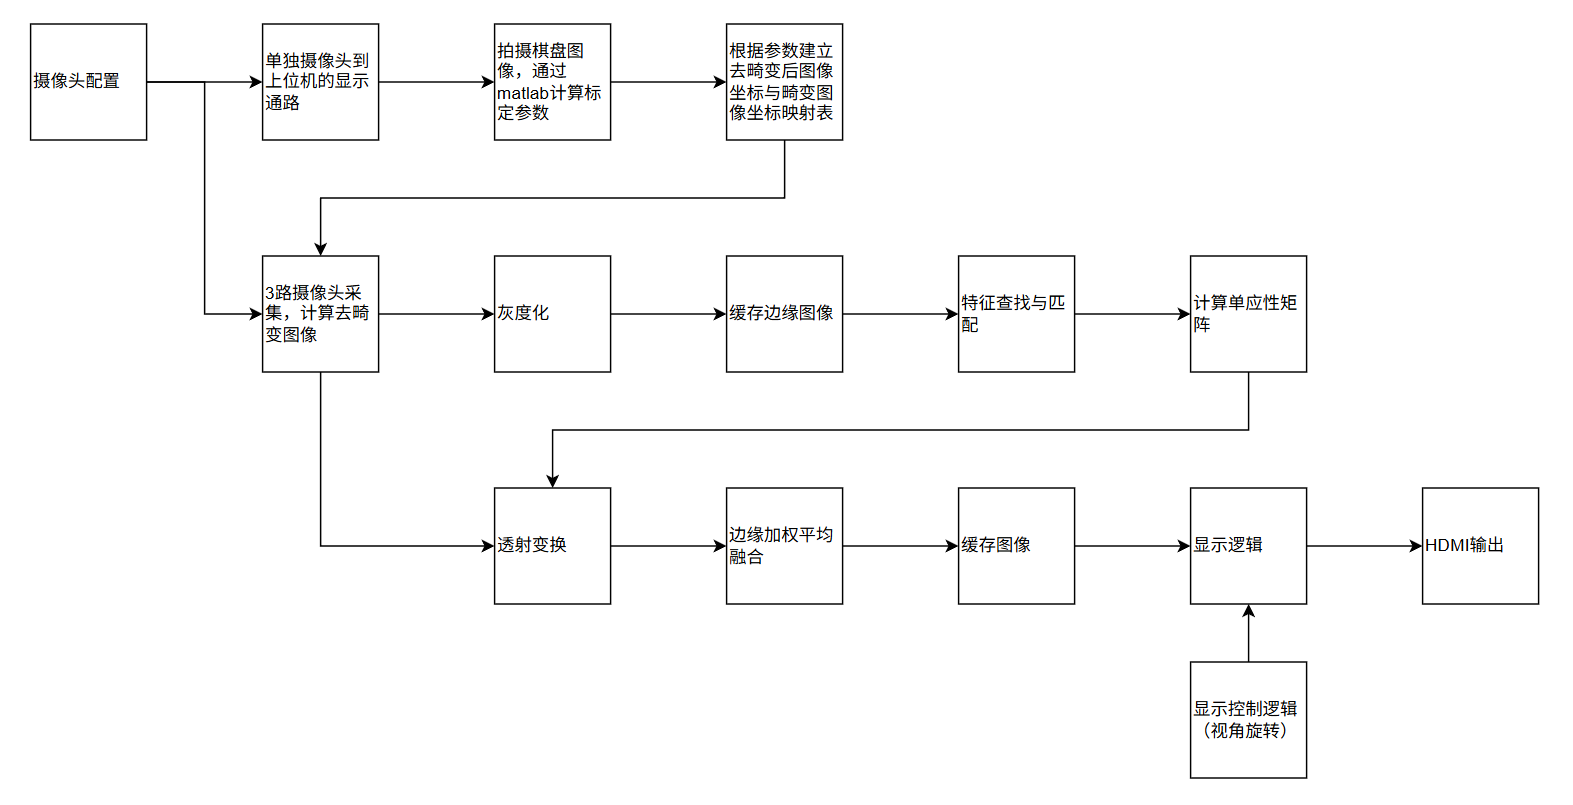 摄像头配置
单独摄像头到
上位机的显示
通路
拍摄棋盘图
像，通过
matlab计算标
定参数
根据参数建立
去畸变后图像
坐标与畸变图
像坐标映射表
3路摄像头采
集，计算去畸
变图像
灰度化
缓存边缘图像
特征查找与匹
配
计算单应性矩
阵
透射变换
边缘加权平均
融合
缓存图像
显示逻辑
HDMI输出
显示控制逻辑
（视角旋转）